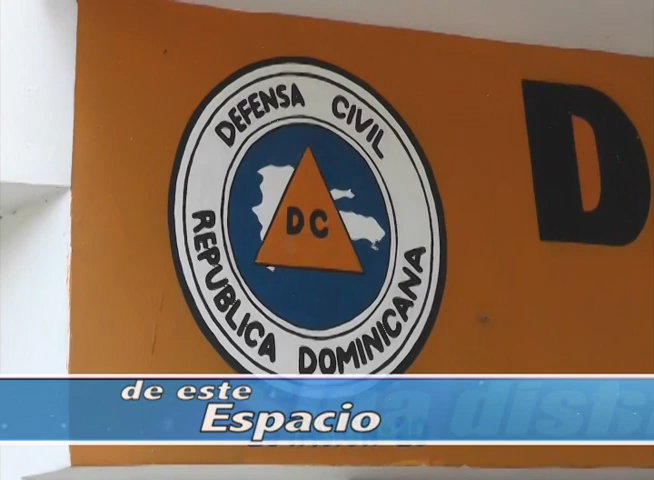 DEFENSA CIVIL
D
DC
REPUBLICA DOMINICANA
de este
Espacio